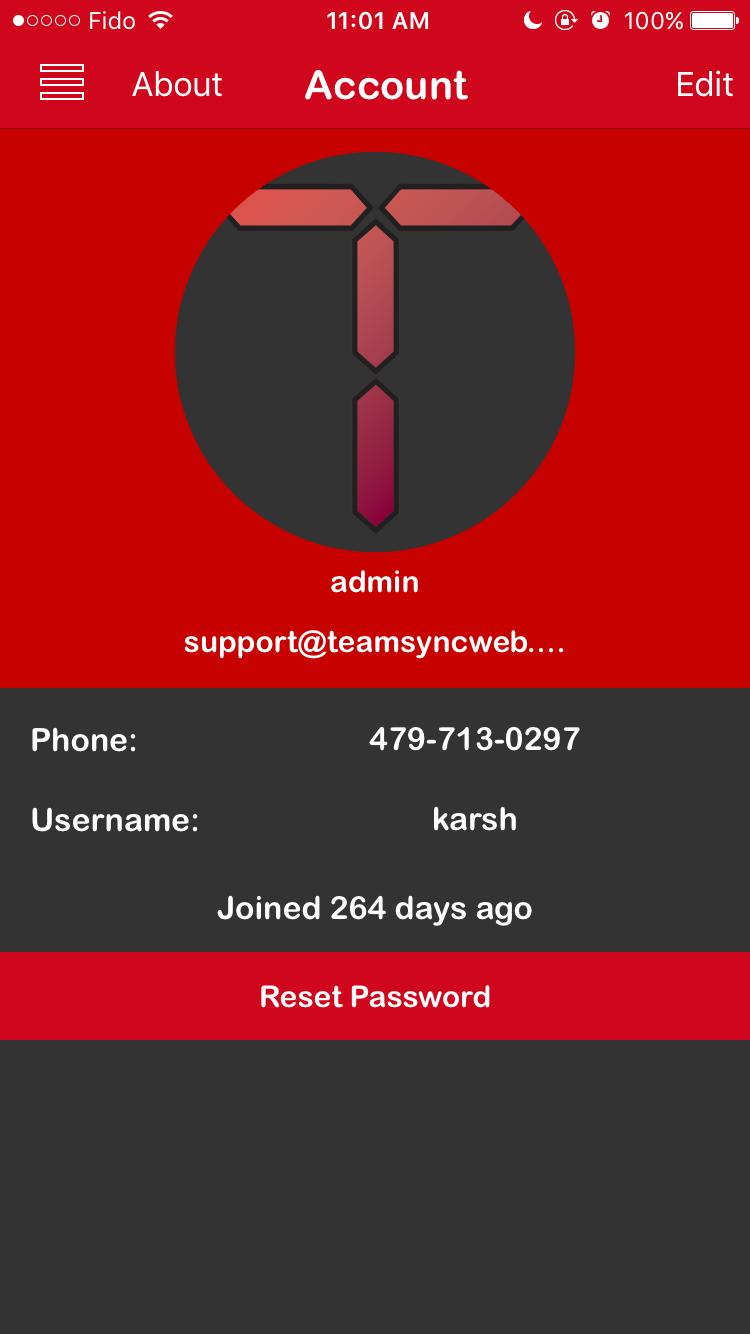 Fido 11:01 AM 100%
About Account Edit
T
admin
support@teamsyncweb....
Phone: 479-713-0297
Username: karsh
Joined 264 days ago
Reset Password